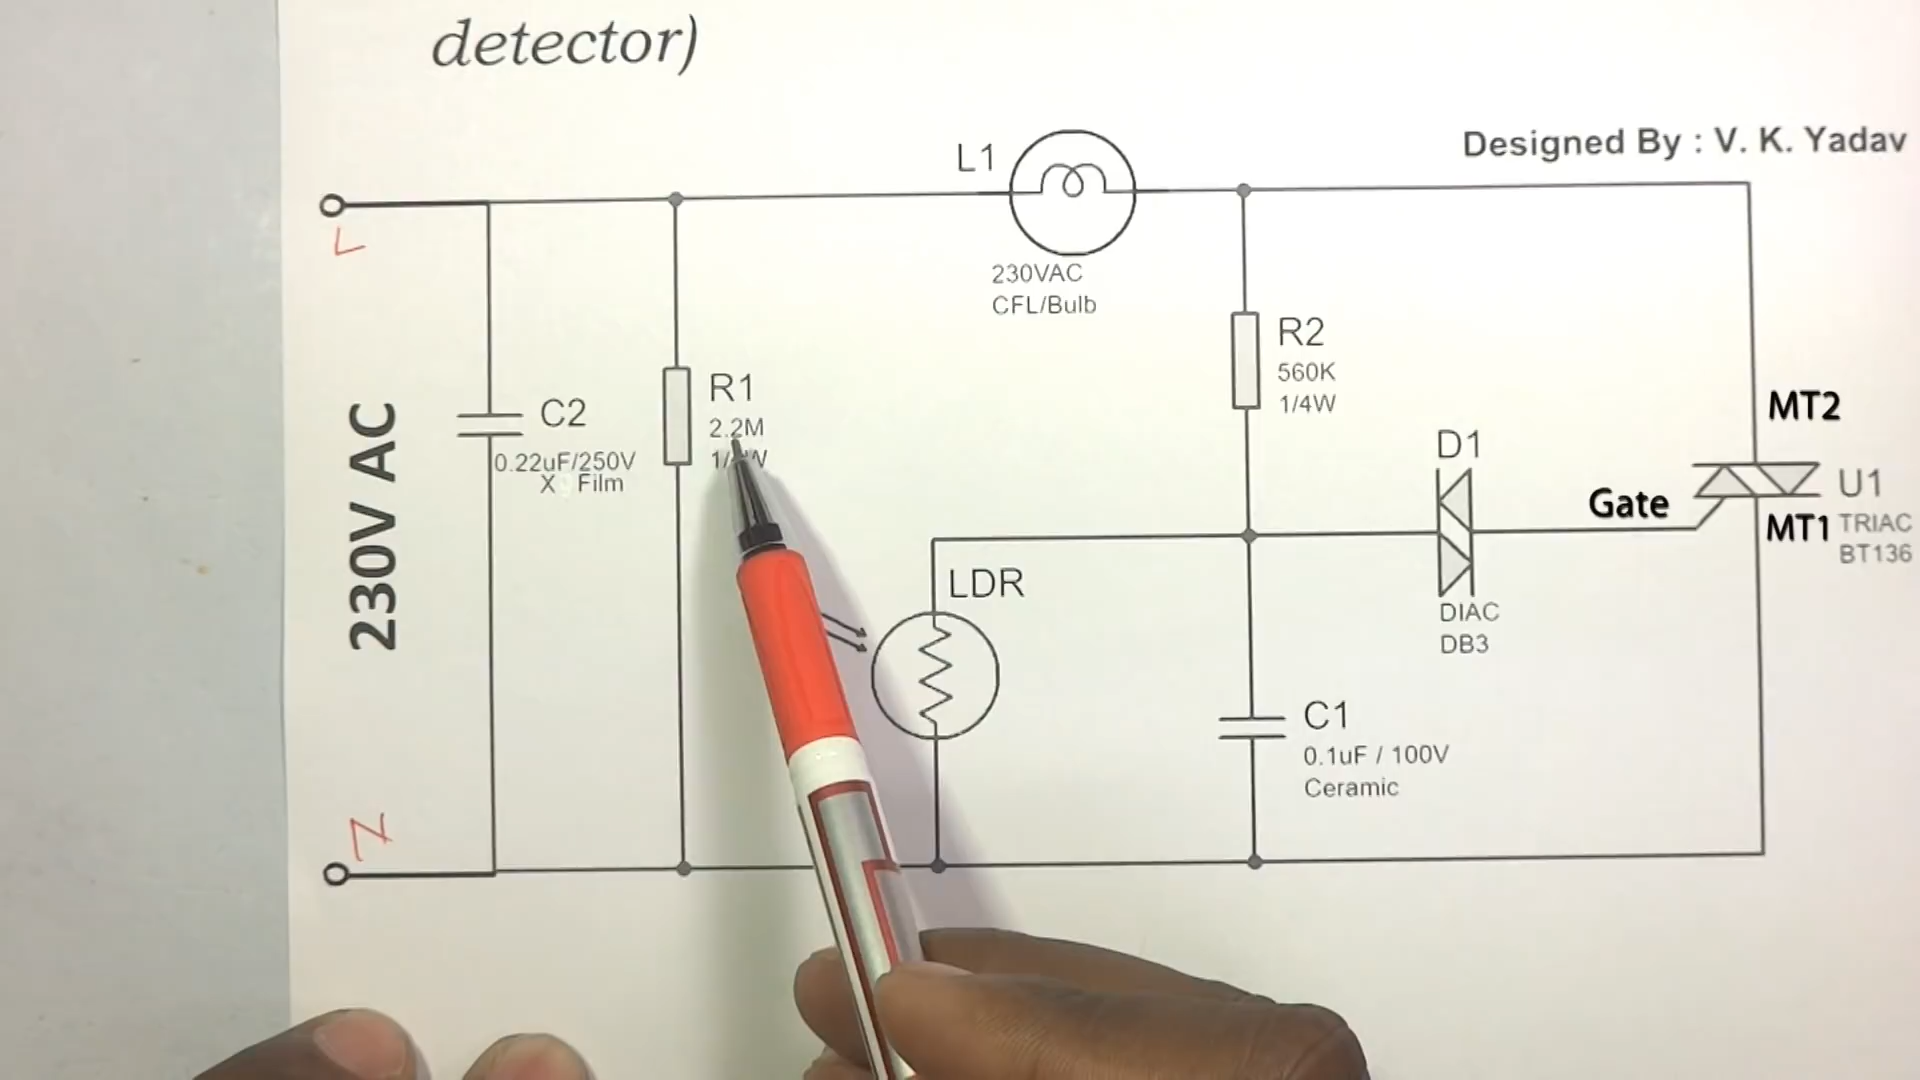 detector)
Designed By : V. K. Yadav
L1
230VAC
CFL/Bulb
L
R2
560K
1/4W
R1
2.2M
C2
0.22uF/250V
X Film
230V AC
MT2
D1
Gate
U1
MT1
TRIAC
BT136
LDR
DIAC
DB3
C1
0.1uF / 100V
Ceramic
N